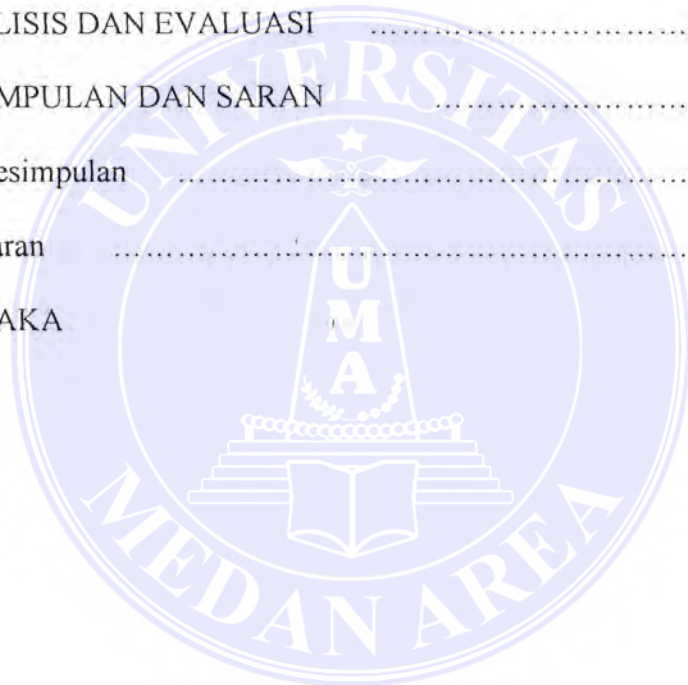 LISIS DAN EVALUASI ........................................
MPULAN DAN SARAN ........................................
esimpulan ........................................
aran ........................................
AKA
UNIVERSITAS
UMA
MEDAN AREA